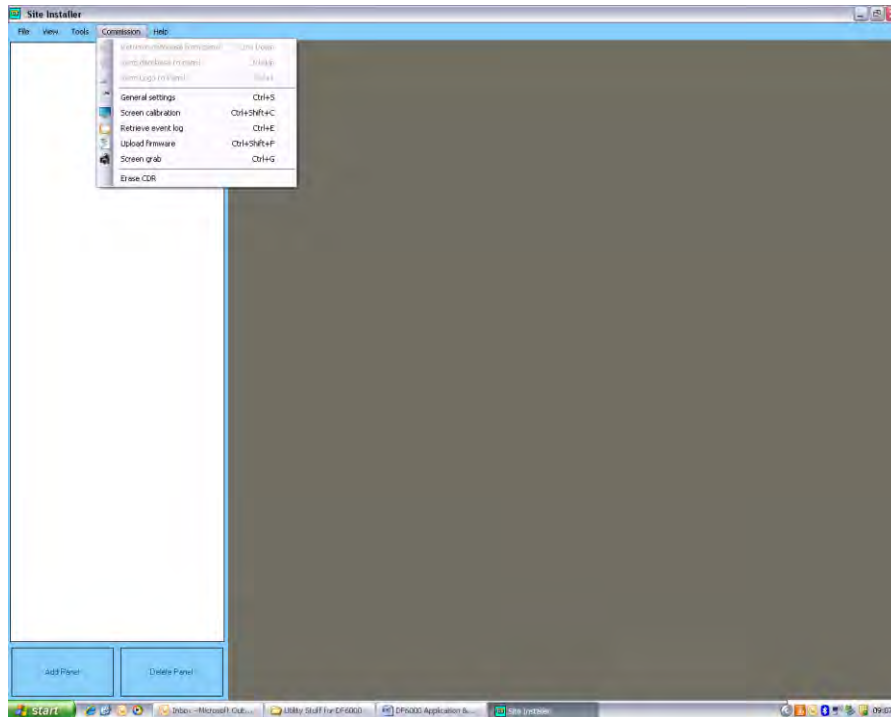 Site Installer
File View Tools Commission Help
General settings Ctrl+S
Screen calibration Ctrl+Shift+C
Retrieve event log Ctrl+E
Upload firmware Ctrl+Shift+F
Screen grab Ctrl+G
Erase CDR
Add Panel Delete Panel
start Inbox - Microsoft Out... Utility Stuff for DF6000 DF6000 Application &... Site Installer